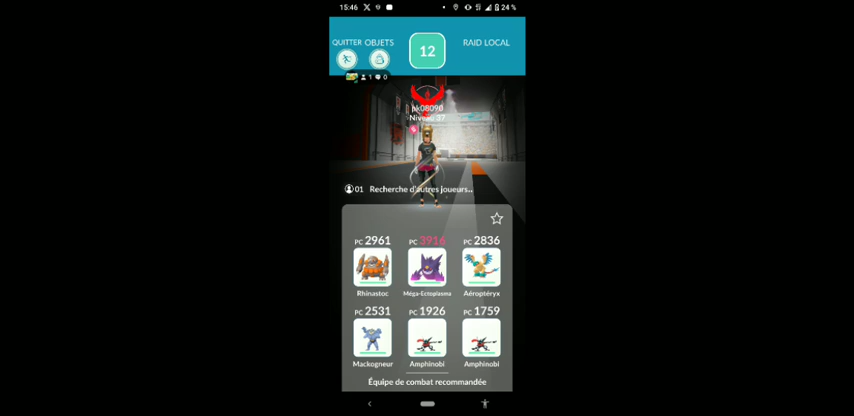 15:46 24 %
QUITTER OBJETS 12 RAID LOCAL
1 0
pk08090
Niveau 37
01 Recherche d'autres joueurs..
PC 2961 PC 3916 PC 2836
Rhinastoc Méga-Ectoplasma Aéroptéryx
PC 2531 PC 1926 PC 1759
Mackogneur Amphinobi Amphinobi
Équipe de combat recommandée